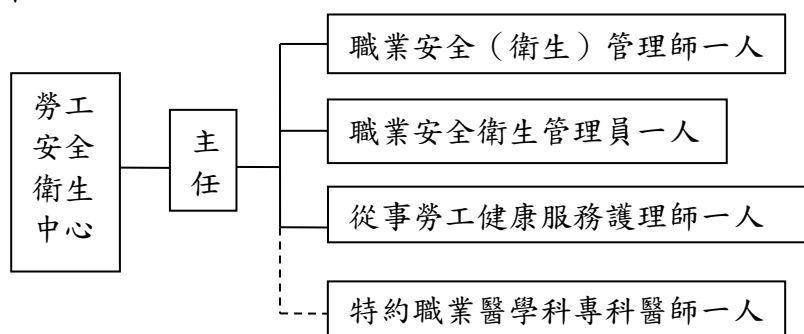 勞工
安全
衛生
中心
主
任
職業安全（衛生）管理師一人
職業安全衛生管理員一人
從事勞工健康服務護理師一人
特約職業醫學科專科醫師一人